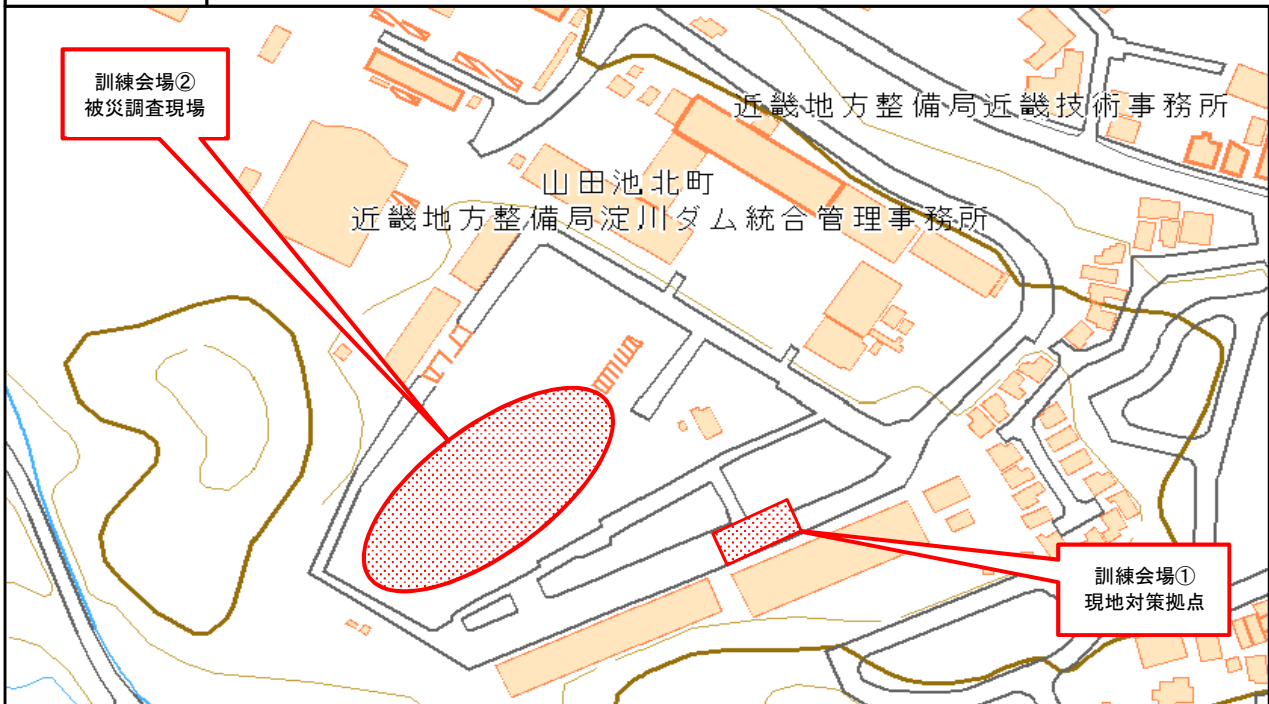 訓練会場②
被災調査現場
近畿地方整備局近畿技術事務所
山田池北町
近畿地方整備局淀川ダム統合管理事務所
訓練会場①
現地対策拠点